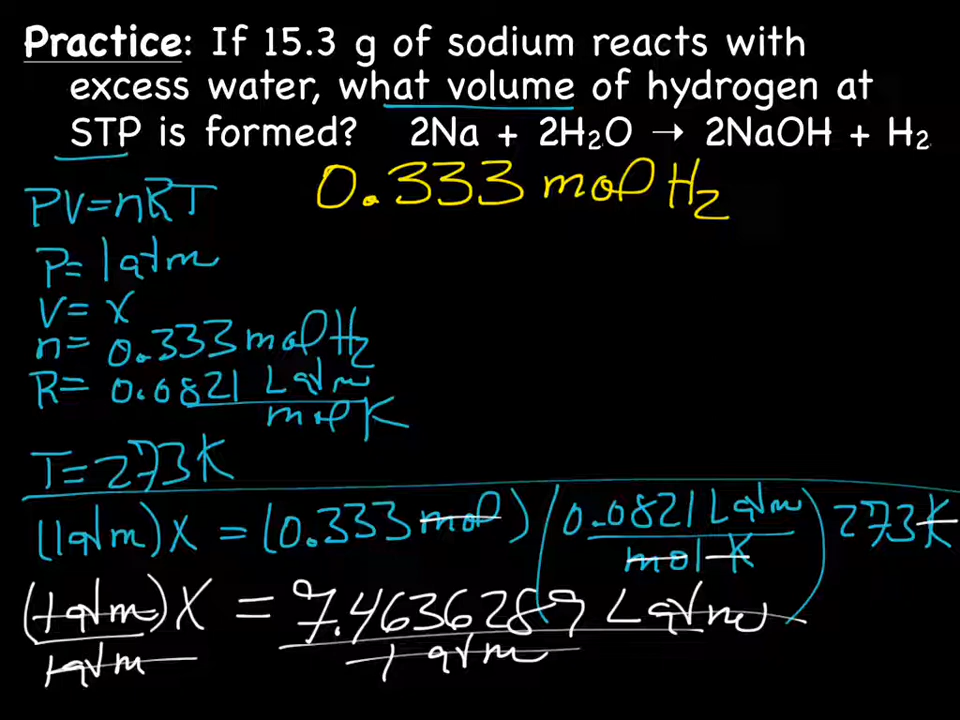 Practice: If 15.3 g of sodium reacts with
excess water, what volume of hydrogen at
STP is formed? 2Na + 2H₂O → 2NaOH + H₂
0.333 mol H₂
PV=nRT
P= 1atm
V= X
n= 0.333 mol H₂
R= 0.0821 L atm
mol K
T=273K
(1atm)X = (0.333 mol) (0.0821 L atm) 273K
mol K
(1atm)X = 7.4636289 L atm
1atm 1 atm